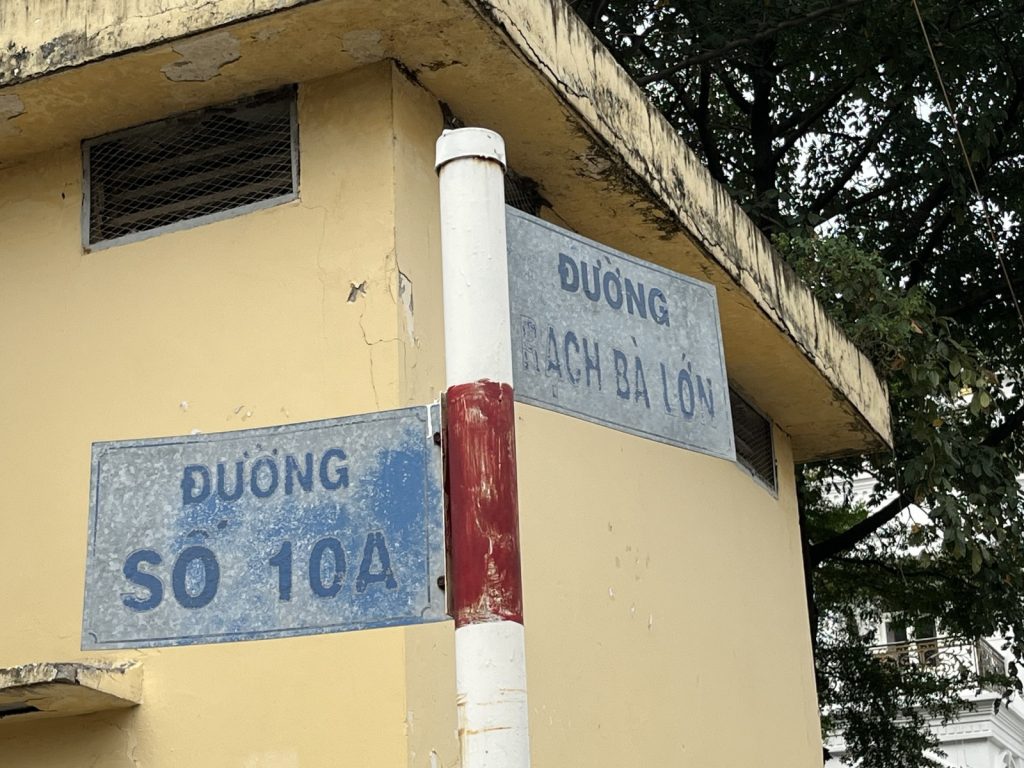 ĐƯỜNG
SỐ 10A
ĐƯỜNG
RẠCH BÀ LỚN